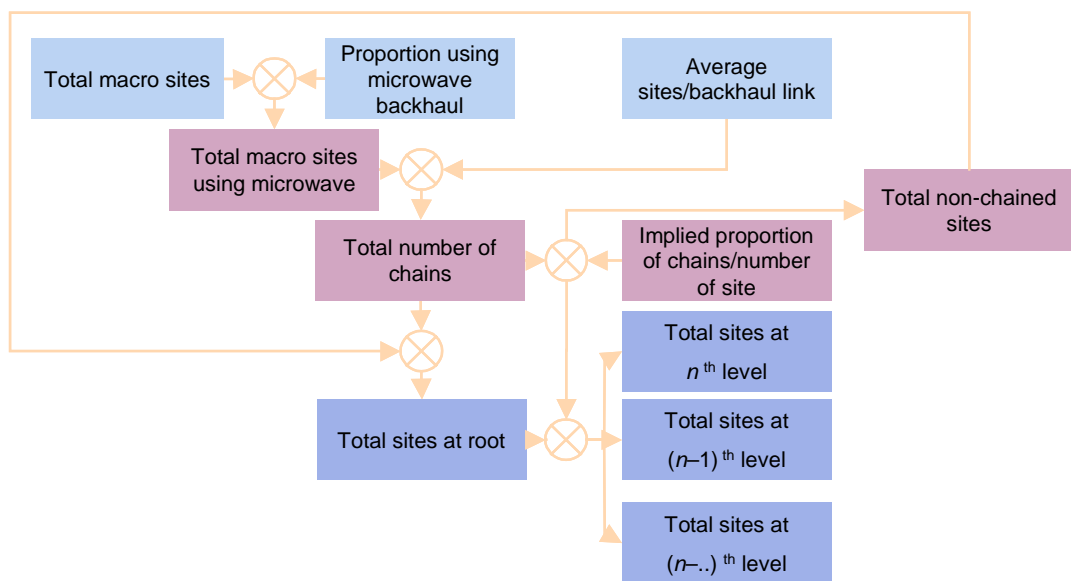 Total macro sites
Proportion using
microwave
backhaul
Average
sites/backhaul link
Total macro sites
using microwave
Total non-chained
sites
Total number of
chains
Implied proportion
of chains/number
of site
Total sites at
n th level
Total sites at root
Total sites at
(n–1) th level
Total sites at
(n–..) th level